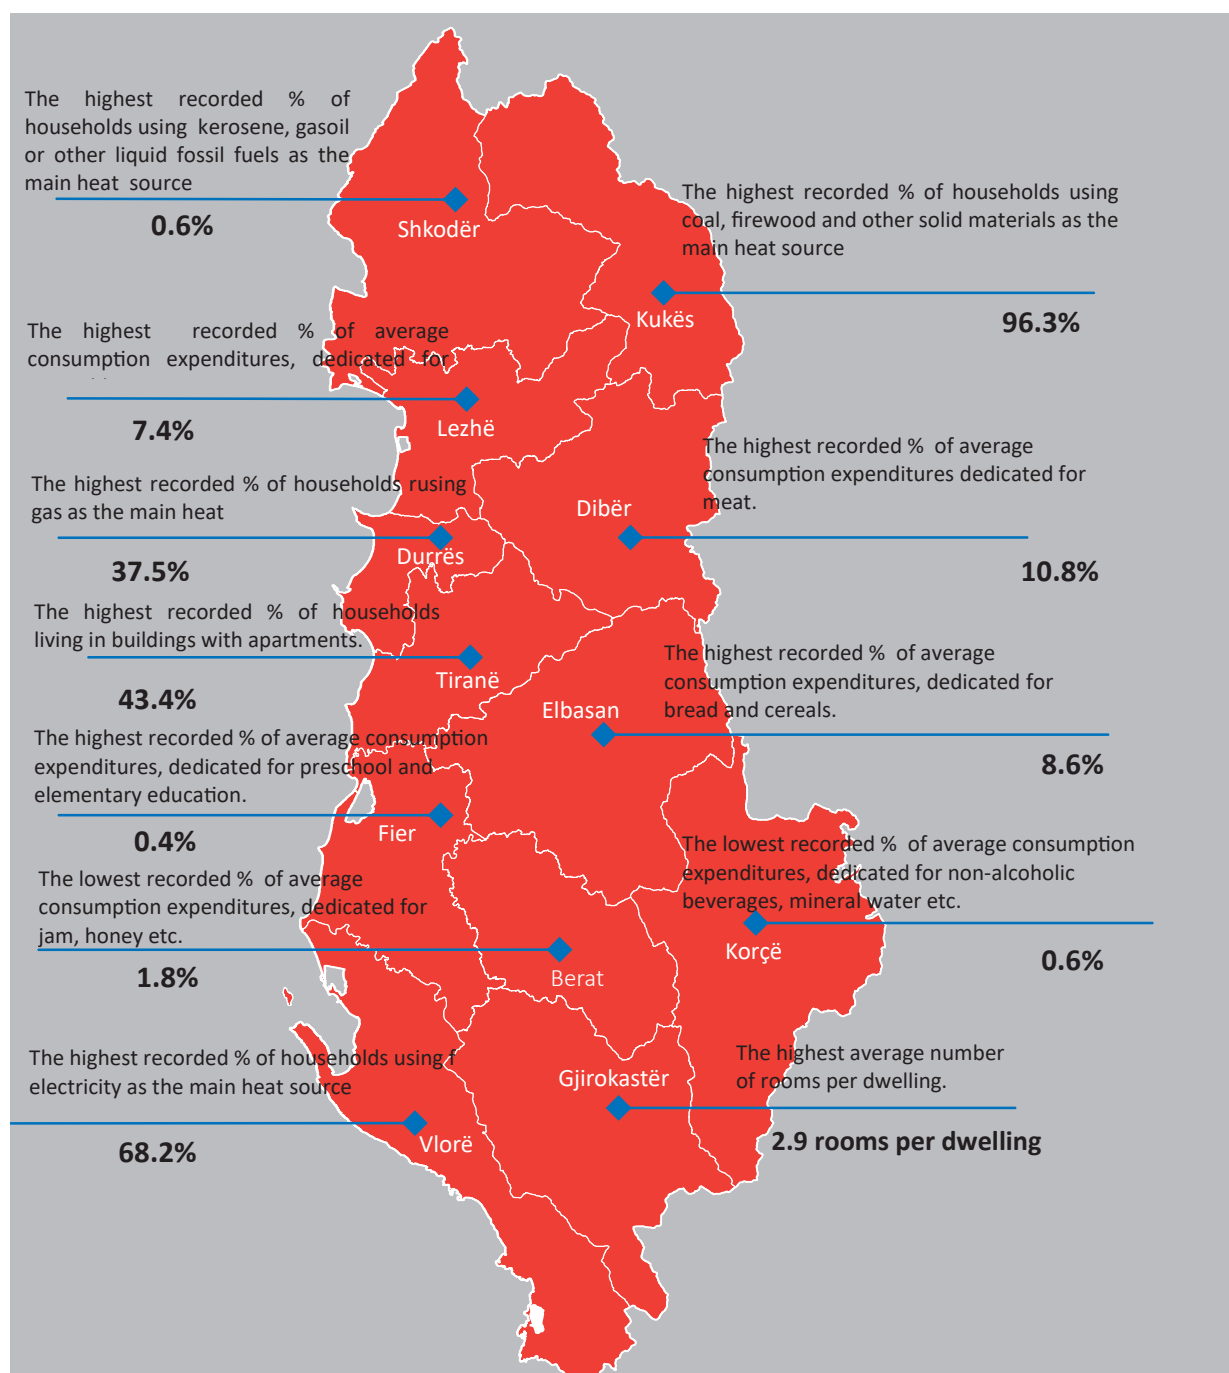 The highest recorded % of
households using kerosene, gasoil
or other liquid fossil fuels as the
main heat source
0.6%
Shkodër
The highest recorded % of households using
coal, firewood and other solid materials as the
main heat source
Kukës
96.3%
The highest recorded % of average
consumption expenditures, dedicated for
7.4%
Lezhë
The highest recorded % of average
consumption expenditures dedicated for
meat.
Dibër
10.8%
The highest recorded % of households rusing
gas as the main heat
37.5%
Durrës
The highest recorded % of households
living in buildings with apartments.
43.4%
Tiranë
The highest recorded % of average
consumption expenditures, dedicated for
bread and cereals.
Elbasan
8.6%
The highest recorded % of average consumption
expenditures, dedicated for preschool and
elementary education.
0.4%
Fier
The lowest recorded % of average consumption
expenditures, dedicated for non-alcoholic
beverages, mineral water etc.
Korçë
0.6%
The lowest recorded % of average
consumption expenditures, dedicated for
jam, honey etc.
1.8%
Berat
The highest average number
of rooms per dwelling.
Gjirokastër
2.9 rooms per dwelling
The highest recorded % of households using f
electricity as the main heat source
68.2%
Vlorë